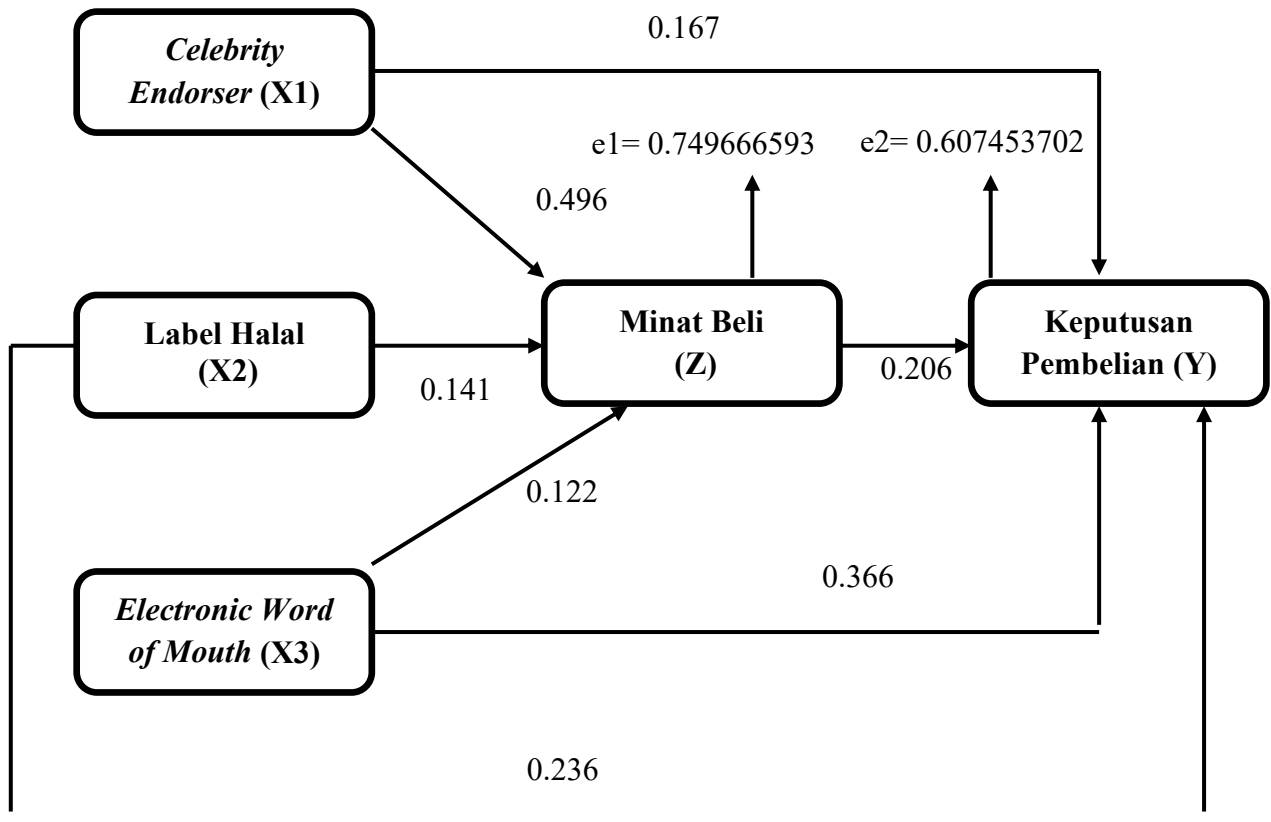 0.167
Celebrity
Endorser (X1)
e1= 0.749666593
e2= 0.607453702
0.496
Label Halal
(X2)
Minat Beli
(Z)
Keputusan
Pembelian (Y)
0.141
0.206
0.122
0.366
Electronic Word
of Mouth (X3)
0.236